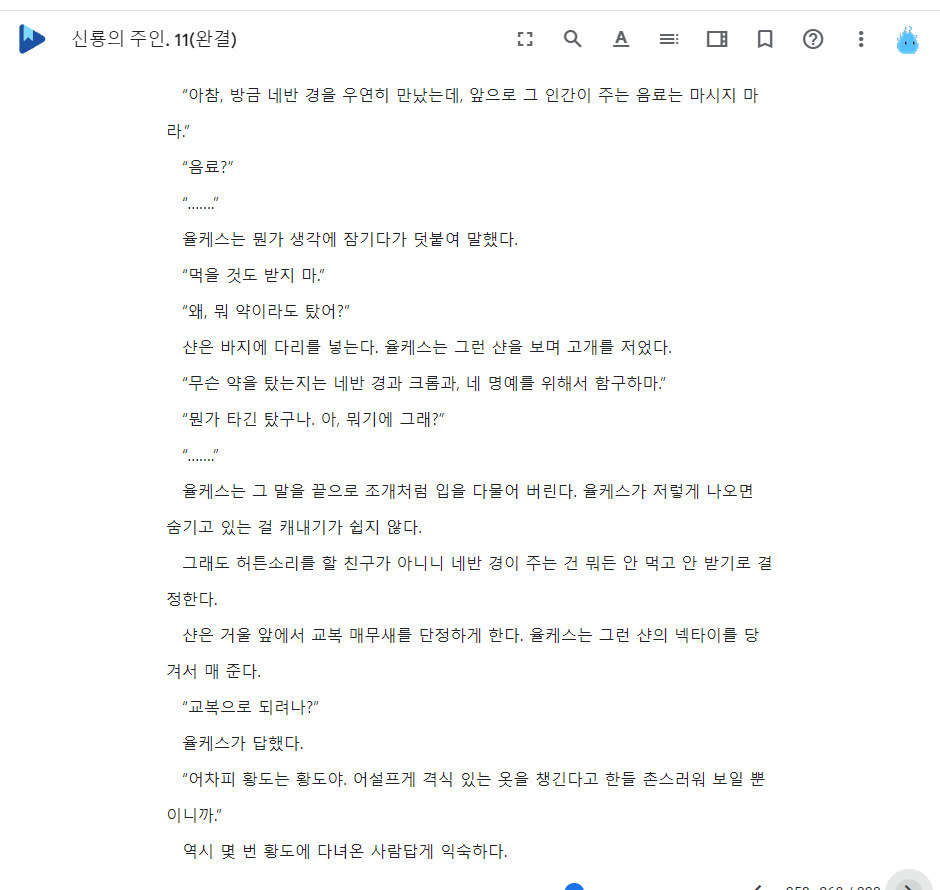 신룡의 주인. 11(완결)
“아참, 방금 네반 경을 우연히 만났는데, 앞으로 그 인간이 주는 음료는 마시지 마
라.”
“음료?”
“…….”
율케스는 뭔가 생각에 잠기다가 덧붙여 말했다.
“먹을 것도 받지 마.”
“왜, 뭐 약이라도 탔어?”
샨은 바지에 다리를 넣는다. 율케스는 그런 샨을 보며 고개를 저었다.
“무슨 약을 탔는지는 네반 경과 크롬과, 네 명예를 위해서 함구하마.”
“뭔가 타긴 탔구나. 아, 뭐기에 그래?”
“…….”
율케스는 그 말을 끝으로 조개처럼 입을 다물어 버린다. 율케스가 저렇게 나오면
숨기고 있는 걸 캐내기가 쉽지 않다.
그래도 허튼소리를 할 친구가 아니니 네반 경이 주는 건 뭐든 안 먹고 안 받기로 결
정한다.
샨은 거울 앞에서 교복 매무새를 단정하게 한다. 율케스는 그런 샨의 넥타이를 당
겨서 매 준다.
“교복으로 되려나?”
율케스가 답했다.
“어차피 황도는 황도야. 어설프게 격식 있는 옷을 챙긴다고 한들 촌스러워 보일 뿐
이니까.”
역시 몇 번 황도에 다녀온 사람답게 익숙하다.